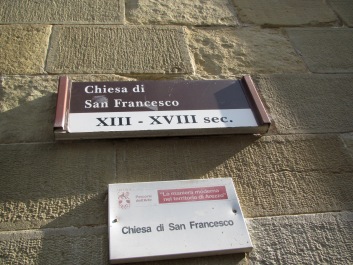 Chiesa di
San Francesco
XIII - XVIII sec.
"La maniera moderna
nel territorio di Arezzo"
Chiesa di San Francesco